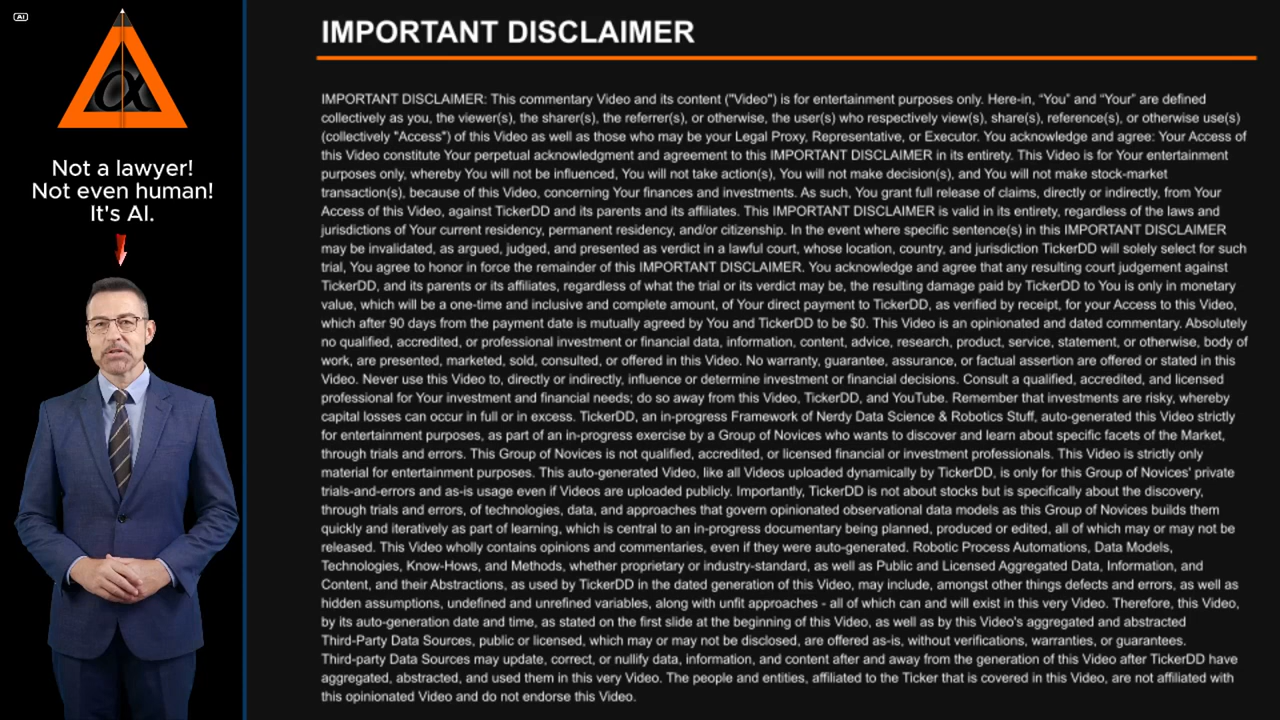 AI
α
Not a lawyer!
Not even human!
It's AI.
IMPORTANT DISCLAIMER
IMPORTANT DISCLAIMER: This commentary Video and its content ("Video") is for entertainment purposes only. Here-in, “You” and “Your” are defined
collectively as you, the viewer(s), the sharer(s), the referrer(s), or otherwise, the user(s) who respectively view(s), share(s), reference(s), or otherwise use(s)
(collectively "Access") of this Video as well as those who may be your Legal Proxy, Representative, or Executor. You acknowledge and agree: Your Access of
this Video constitute Your perpetual acknowledgment and agreement to this IMPORTANT DISCLAIMER in its entirety. This Video is for Your entertainment
purposes only, whereby You will not be influenced, You will not take action(s), You will not make decision(s), and You will not make stock-market
transaction(s), because of this Video, concerning Your finances and investments. As such, You grant full release of claims, directly or indirectly, from Your
Access of this Video, against TickerDD and its parents and its affiliates. This IMPORTANT DISCLAIMER is valid in its entirety, regardless of the laws and
jurisdictions of Your current residency, permanent residency, and/or citizenship. In the event where specific sentence(s) in this IMPORTANT DISCLAIMER
may be invalidated, as argued, judged, and presented as verdict in a lawful court, whose location, country, and jurisdiction TickerDD will solely select for such
trial, You agree to honor in force the remainder of this IMPORTANT DISCLAIMER. You acknowledge and agree that any resulting court judgement against
TickerDD, and its parents or its affiliates, regardless of what the trial or its verdict may be, the resulting damage paid by TickerDD to You is only in monetary
value, which will be a one-time and inclusive and complete amount, of Your direct payment to TickerDD, as verified by receipt, for your Access to this Video,
which after 90 days from the payment date is mutually agreed by You and TickerDD to be $0. This Video is an opinionated and dated commentary. Absolutely
no qualified, accredited, or professional investment or financial data, information, content, advice, research, product, service, statement, or otherwise, body of
work, are presented, marketed, sold, consulted, or offered in this Video. No warranty, guarantee, assurance, or factual assertion are offered or stated in this
Video. Never use this Video to, directly or indirectly, influence or determine investment or financial decisions. Consult a qualified, accredited, and licensed
professional for Your investment and financial needs; do so away from this Video, TickerDD, and YouTube. Remember that investments are risky, whereby
capital losses can occur in full or in excess. TickerDD, an in-progress Framework of Nerdy Data Science & Robotics Stuff, auto-generated this Video strictly
for entertainment purposes, as part of an in-progress exercise by a Group of Novices who wants to discover and learn about specific facets of the Market,
through trials and errors. This Group of Novices is not qualified, accredited, or licensed financial or investment professionals. This Video is strictly only
material for entertainment purposes. This auto-generated Video, like all Videos uploaded dynamically by TickerDD, is only for this Group of Novices' private
trials-and-errors and as-is usage even if Videos are uploaded publicly. Importantly, TickerDD is not about stocks but is specifically about the discovery,
through trials and errors, of technologies, data, and approaches that govern opinionated observational data models as this Group of Novices builds them
quickly and iteratively as part of learning, which is central to an in-progress documentary being planned, produced or edited, all of which may or may not be
released. This Video wholly contains opinions and commentaries, even if they were auto-generated. Robotic Process Automations, Data Models,
Technologies, Know-Hows, and Methods, whether proprietary or industry-standard, as well as Public and Licensed Aggregated Data, Information, and
Content, and their Abstractions, as used by TickerDD in the dated generation of this Video, may include, amongst other things defects and errors, as well as
hidden assumptions, undefined and unrefined variables, along with unfit approaches - all of which can and will exist in this very Video. Therefore, this Video,
by its auto-generation date and time, as stated on the first slide at the beginning of this Video, as well as by this Video's aggregated and abstracted
Third-Party Data Sources, public or licensed, which may or may not be disclosed, are offered as-is, without verifications, warranties, or guarantees.
Third-party Data Sources may update, correct, or nullify data, information, and content after and away from the generation of this Video after TickerDD have
aggregated, abstracted, and used them in this very Video. The people and entities, affiliated to the Ticker that is covered in this Video, are not affiliated with
this opinionated Video and do not endorse this Video.